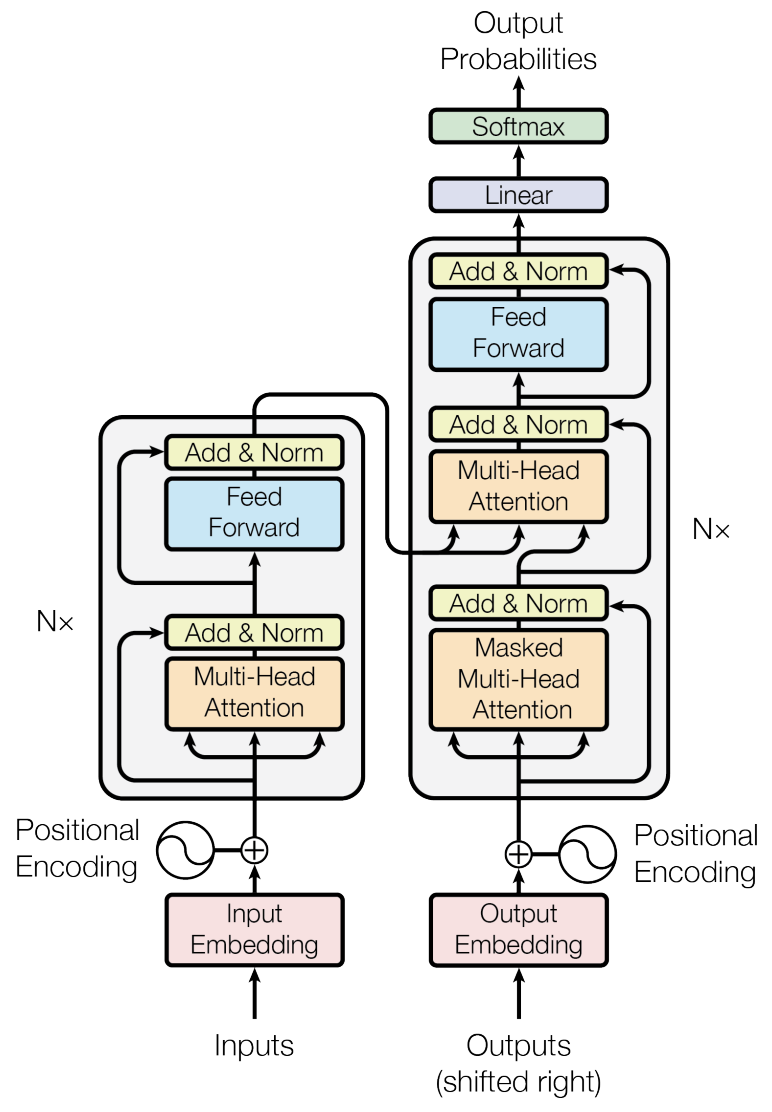 Output
Probabilities
Softmax
Linear
Add & Norm
Feed
Forward
Add & Norm
Multi-Head
Attention
Add & Norm
Masked
Multi-Head
Attention
N×
Add & Norm
Feed
Forward
Add & Norm
Multi-Head
Attention
N×
Positional
Encoding
Positional
Encoding
Input
Embedding
Output
Embedding
Inputs
Outputs
(shifted right)